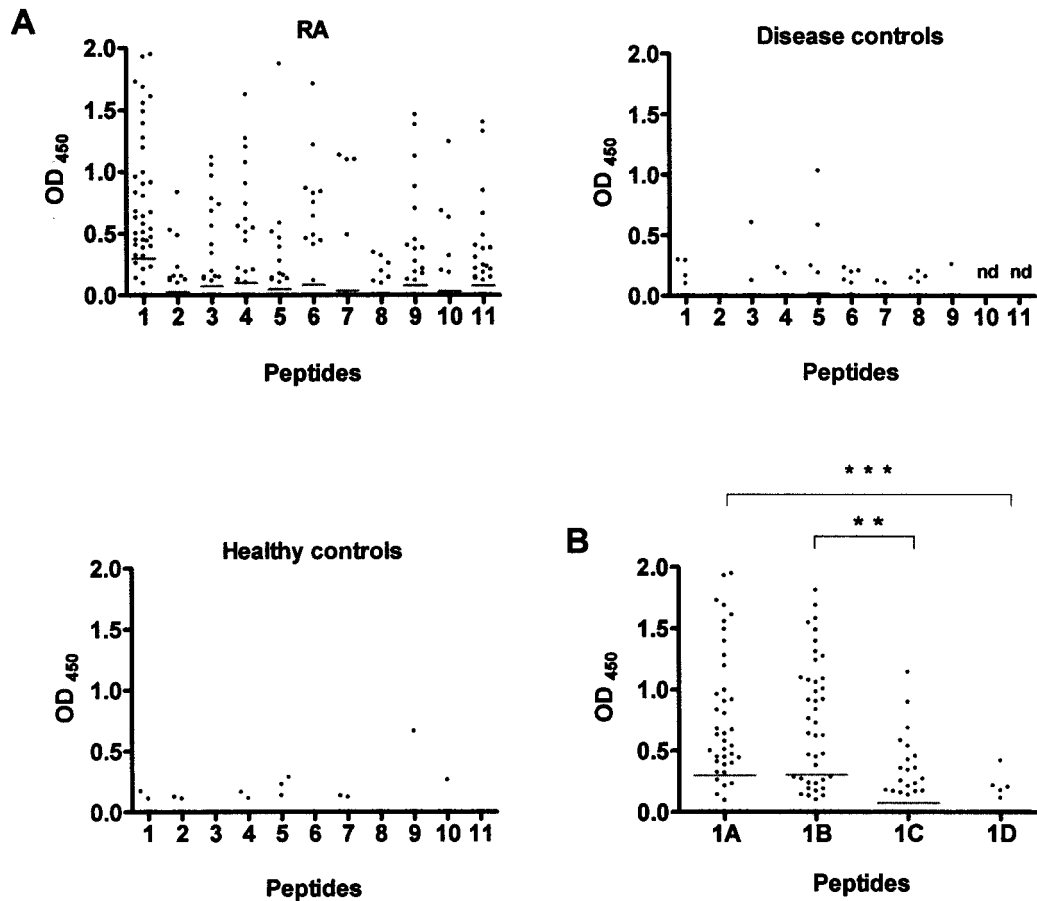 A
RA
OD 450
2.0
1.5
1.0
0.5
0.0
1 2 3 4 5 6 7 8 9 10 11
Peptides
Disease controls
OD 450
2.0
1.5
1.0
0.5
0.0
nd nd
1 2 3 4 5 6 7 8 9 10 11
Peptides
Healthy controls
OD 450
2.0
1.5
1.0
0.5
0.0
1 2 3 4 5 6 7 8 9 10 11
Peptides
B
* * *
* *
OD 450
2.0
1.5
1.0
0.5
0.0
1A 1B 1C 1D
Peptides